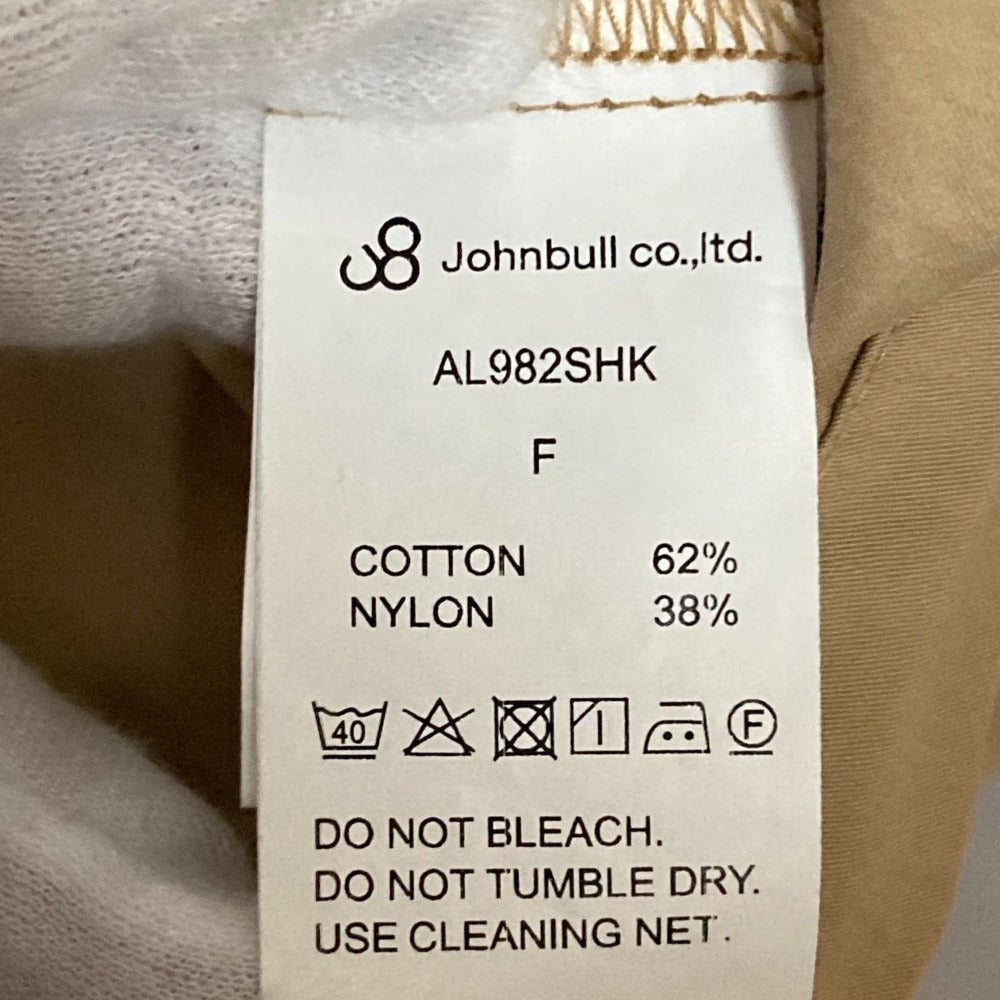 Johnbull co.,ltd.
AL982SHK
F
COTTON 62%
NYLON 38%
40 F
DO NOT BLEACH.
DO NOT TUMBLE DRY.
USE CLEANING NET.